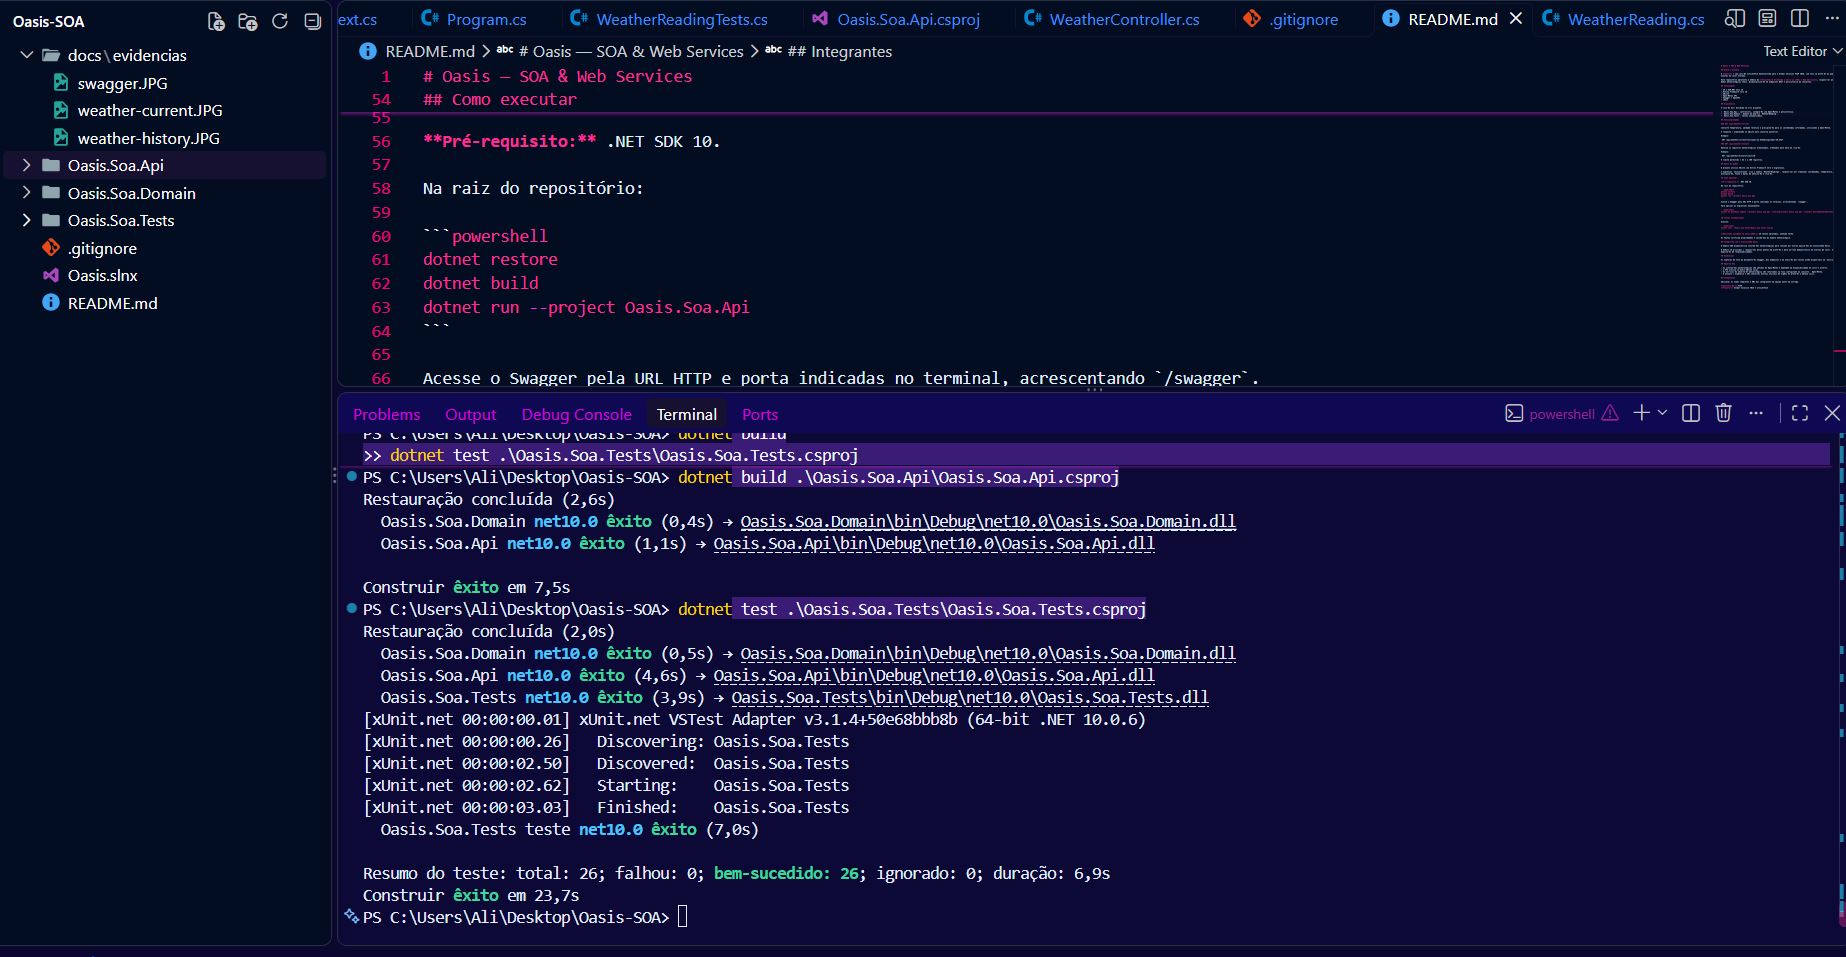 Oasis-SOA
docs\evidencias
swagger.JPG
weather-current.JPG
weather-history.JPG
Oasis.Soa.Api
Oasis.Soa.Domain
Oasis.Soa.Tests
.gitignore
Oasis.slnx
README.md
ext.cs
Program.cs
WeatherReadingTests.cs
Oasis.Soa.Api.csproj
WeatherController.cs
.gitignore
README.md
WeatherReading.cs
README.md > # Oasis — SOA & Web Services > ## Integrantes
Text Editor
1 # Oasis — SOA & Web Services
54 ## Como executar
55
56 **Pré-requisito:** .NET SDK 10.
57
58 Na raiz do repositório:
59
60 ```powershell
61 dotnet restore
62 dotnet build
63 dotnet run --project Oasis.Soa.Api
64 ```
65
66 Acesse o Swagger pela URL HTTP e porta indicadas no terminal, acrescentando `/swagger`.
Problems Output Debug Console Terminal Ports
powershell
PS C:\Users\Ali\Desktop\Oasis-SOA> dotnet build
>> dotnet test .\Oasis.Soa.Tests\Oasis.Soa.Tests.csproj
PS C:\Users\Ali\Desktop\Oasis-SOA> dotnet build .\Oasis.Soa.Api\Oasis.Soa.Api.csproj
Restauração concluída (2,6s)
Oasis.Soa.Domain net10.0 êxito (0,4s) → Oasis.Soa.Domain\bin\Debug\net10.0\Oasis.Soa.Domain.dll
Oasis.Soa.Api net10.0 êxito (1,1s) → Oasis.Soa.Api\bin\Debug\net10.0\Oasis.Soa.Api.dll
Construir êxito em 7,5s
PS C:\Users\Ali\Desktop\Oasis-SOA> dotnet test .\Oasis.Soa.Tests\Oasis.Soa.Tests.csproj
Restauração concluída (2,0s)
Oasis.Soa.Domain net10.0 êxito (0,5s) → Oasis.Soa.Domain\bin\Debug\net10.0\Oasis.Soa.Domain.dll
Oasis.Soa.Api net10.0 êxito (4,6s) → Oasis.Soa.Api\bin\Debug\net10.0\Oasis.Soa.Api.dll
Oasis.Soa.Tests net10.0 êxito (3,9s) → Oasis.Soa.Tests\bin\Debug\net10.0\Oasis.Soa.Tests.dll
[xUnit.net 00:00:00.01] xUnit.net VSTest Adapter v3.1.4+50e68bbb8b (64-bit .NET 10.0.6)
[xUnit.net 00:00:00.26] Discovering: Oasis.Soa.Tests
[xUnit.net 00:00:02.50] Discovered: Oasis.Soa.Tests
[xUnit.net 00:00:02.62] Starting: Oasis.Soa.Tests
[xUnit.net 00:00:03.03] Finished: Oasis.Soa.Tests
Oasis.Soa.Tests teste net10.0 êxito (7,0s)
Resumo do teste: total: 26; falhou: 0; bem-sucedido: 26; ignorado: 0; duração: 6,9s
Construir êxito em 23,7s
PS C:\Users\Ali\Desktop\Oasis-SOA>